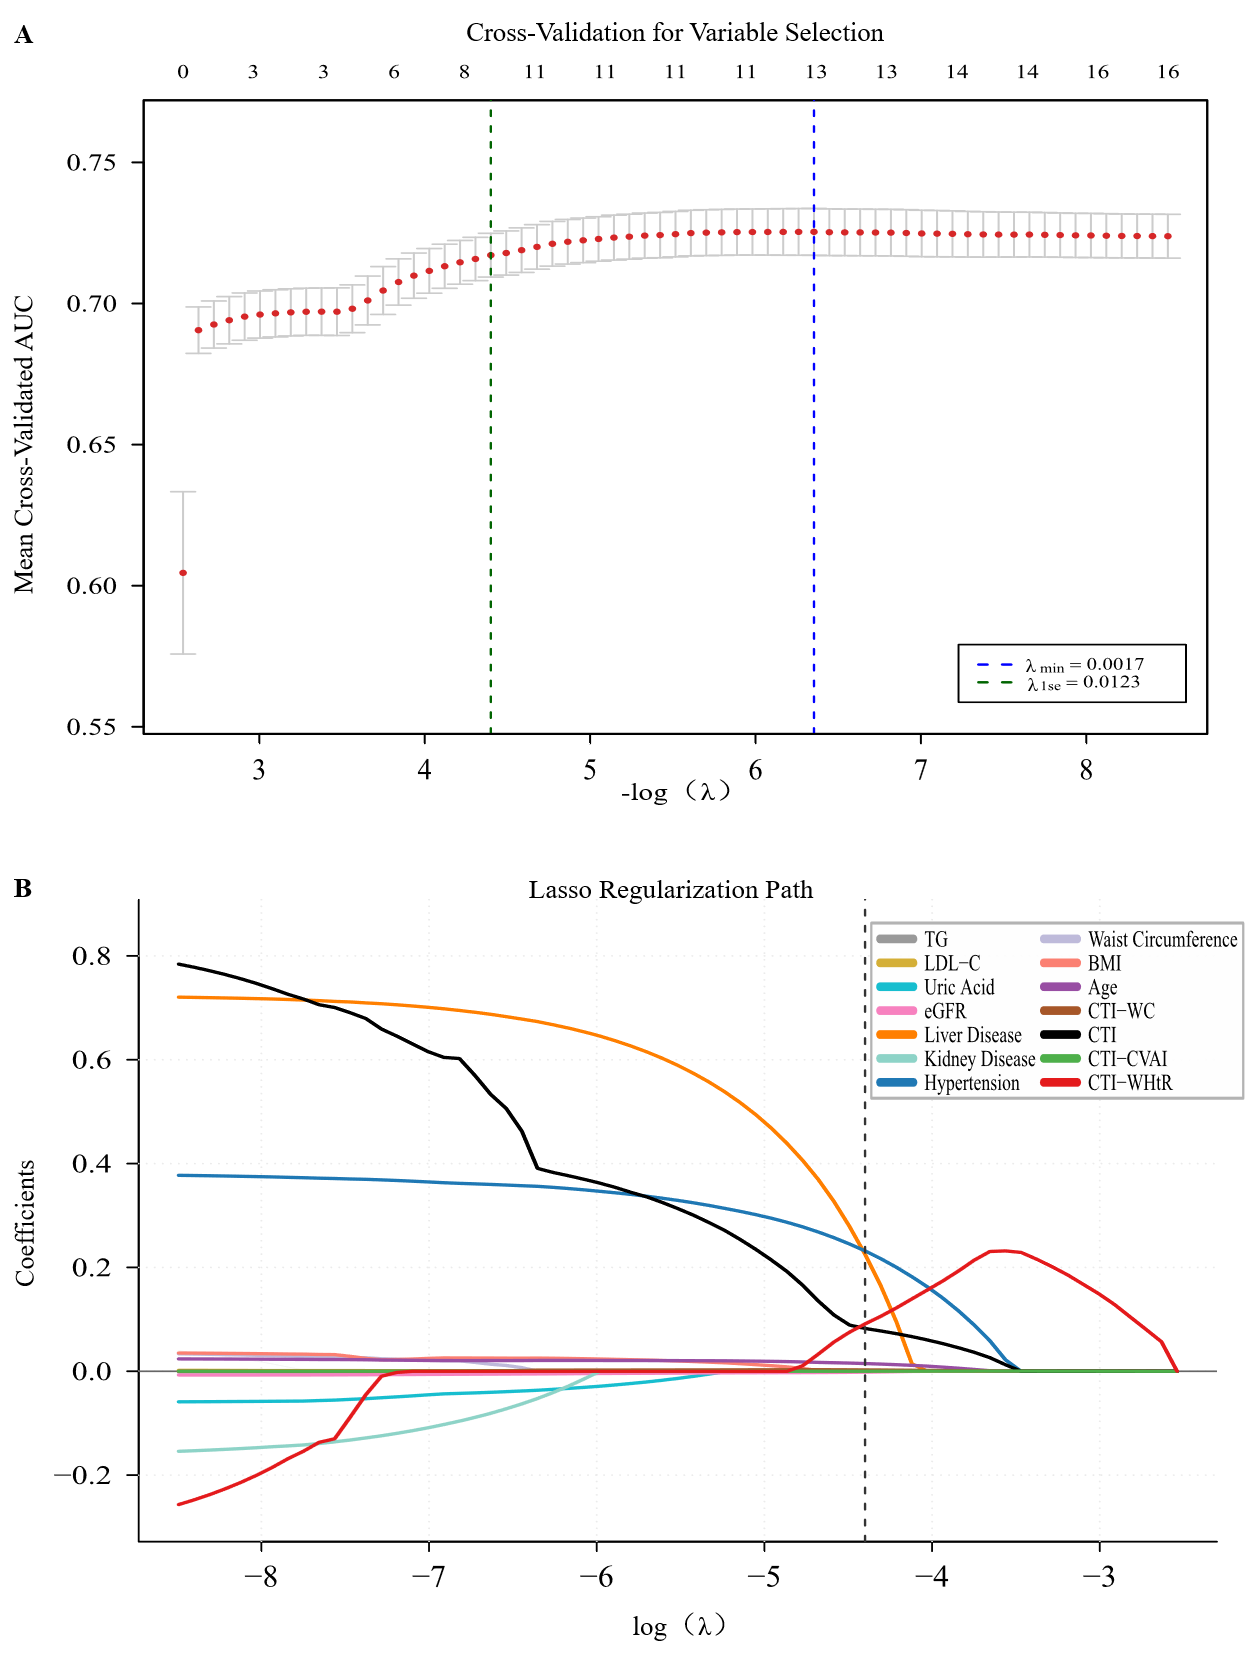 A
Cross-Validation for Variable Selection
0 3 3 6 8 11 11 11 11 13 13 14 14 16 16
Mean Cross-Validated AUC
0.75
0.70
0.65
0.60
0.55
λ min = 0.0017
λ 1se = 0.0123
3 4 5 6 7 8
-log（λ）
B
Lasso Regularization Path
Coefficients
0.8
0.6
0.4
0.2
0.0
−0.2
TG
LDL−C
Uric Acid
eGFR
Liver Disease
Kidney Disease
Hypertension
Waist Circumference
BMI
Age
CTI−WC
CTI
CTI−CVAI
CTI−WHtR
−8 −7 −6 −5 −4 −3
log（λ）